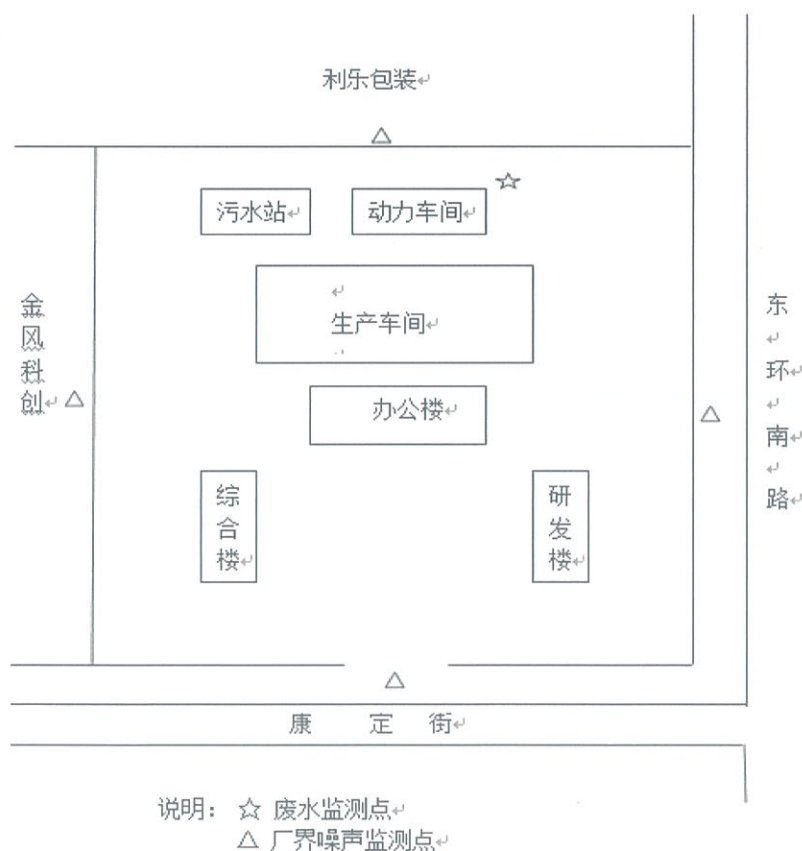 利乐包装
污水站
动力车间
生产车间
办公楼
金风科创
东环南路
综合楼
研发楼
康定街
说明： ☆ 废水监测点
△ 厂界噪声监测点